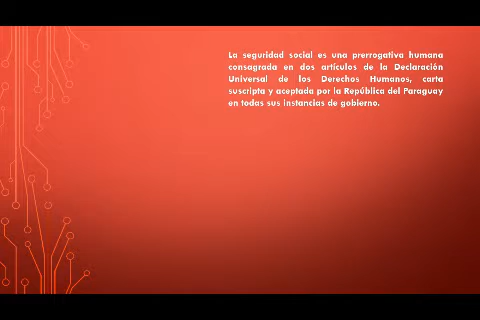 La seguridad social es una prerrogativa humana
consagrada en dos artículos de la Declaración
Universal de los Derechos Humanos, carta
suscripta y aceptada por la República del Paraguay
en todas sus instancias de gobierno.